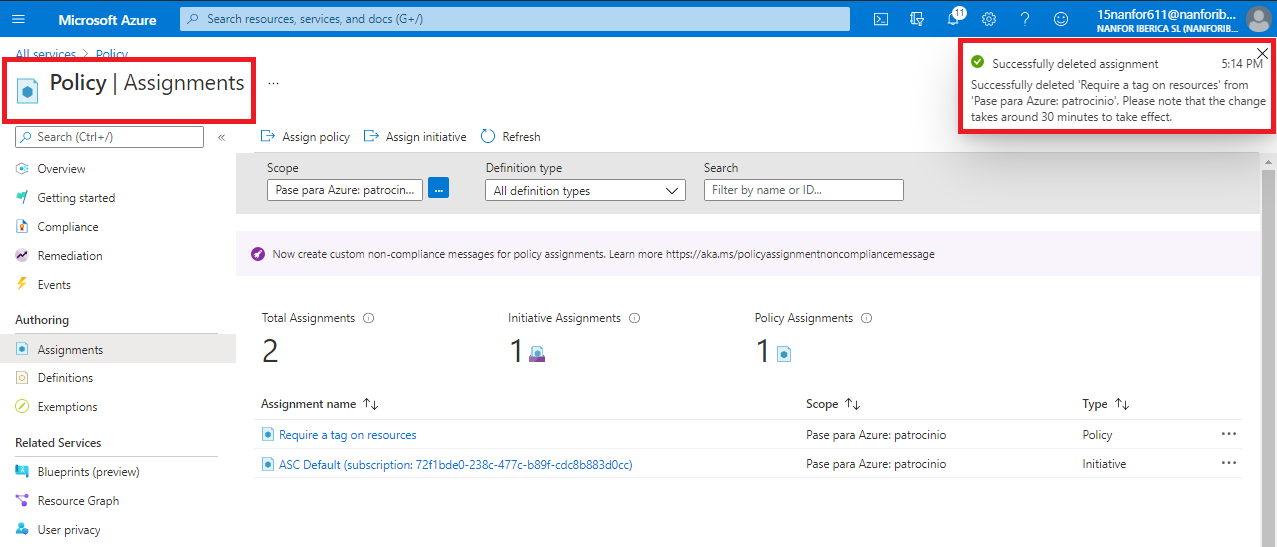 Microsoft Azure
Search resources, services, and docs (G+/)
11
15nanfor611@nanforib...
NANFOR IBERICA SL (NANFORIB...
All services > Policy
Policy | Assignments
...
Successfully deleted assignment
5:14 PM
Successfully deleted 'Require a tag on resources' from
'Pase para Azure: patrocinio'. Please note that the change
takes around 30 minutes to take effect.
Search (Ctrl+/)
«
Overview
Getting started
Compliance
Remediation
Events
Authoring
Assignments
Definitions
Exemptions
Related Services
Blueprints (preview)
Resource Graph
User privacy
Assign policy
Assign initiative
Refresh
Scope
Definition type
Search
Pase para Azure: patrocin...
...
All definition types
Filter by name or ID...
Now create custom non-compliance messages for policy assignments. Learn more https://aka.ms/policyassignmentnoncompliancemessage
Total Assignments
Initiative Assignments
Policy Assignments
2
1
1
Assignment name
Scope
Type
Require a tag on resources
Pase para Azure: patrocinio
Policy
...
ASC Default (subscription: 72f1bde0-238c-477c-b89f-cdc8b883d0cc)
Pase para Azure: patrocinio
Initiative
...